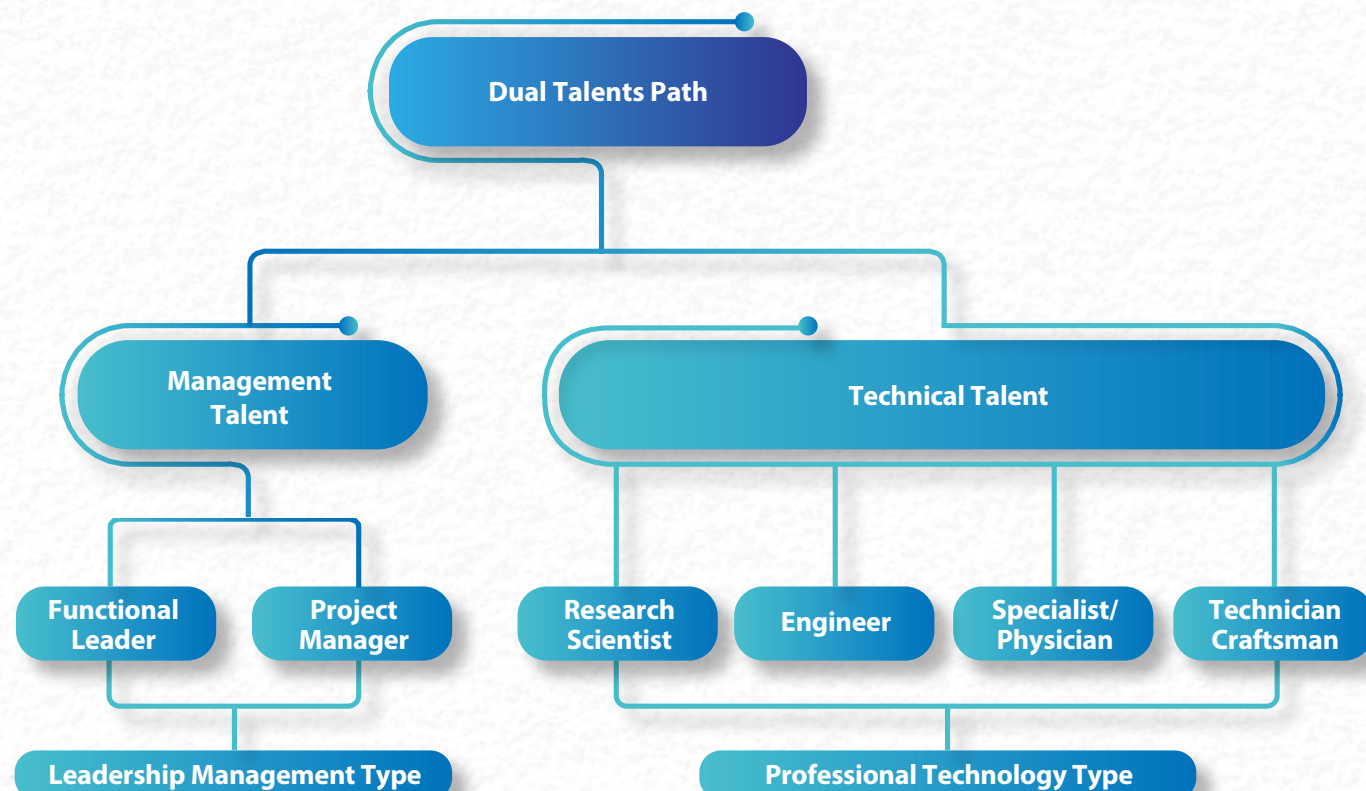 Dual Talents Path
Management
Talent
Technical Talent
Functional
Leader
Project
Manager
Research
Scientist
Engineer
Specialist/
Physician
Technician
Craftsman
Leadership Management Type
Professional Technology Type